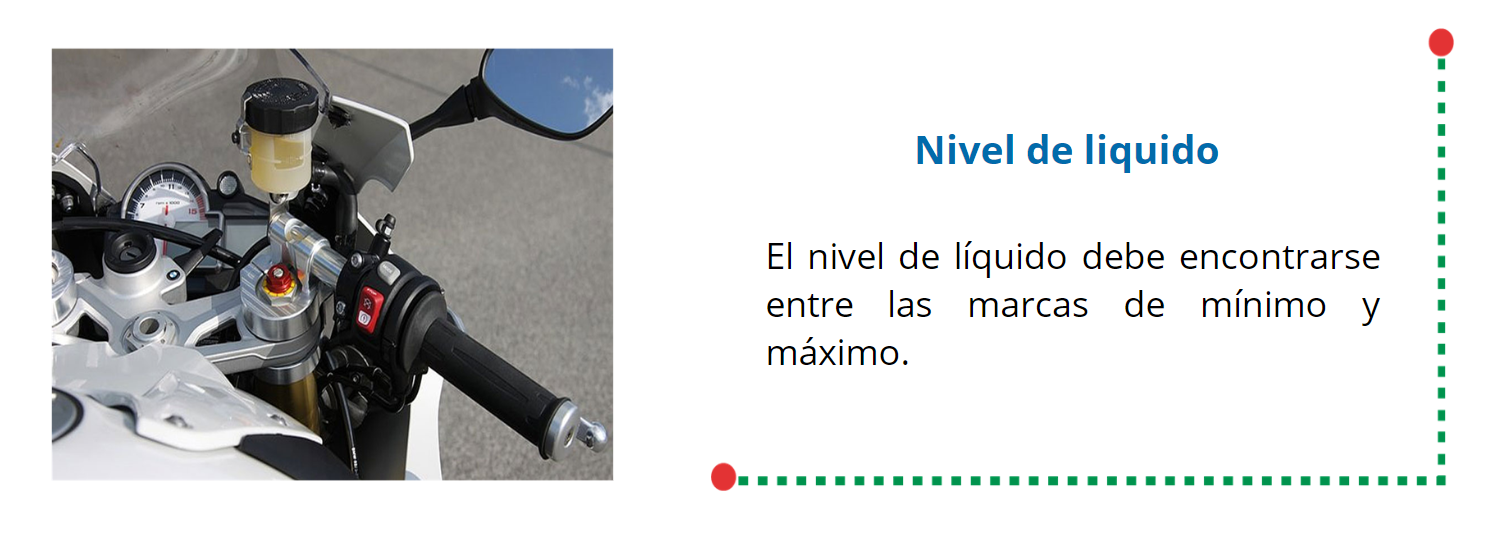 Nivel de liquido
El nivel de líquido debe encontrarse
entre las marcas de mínimo y
máximo.